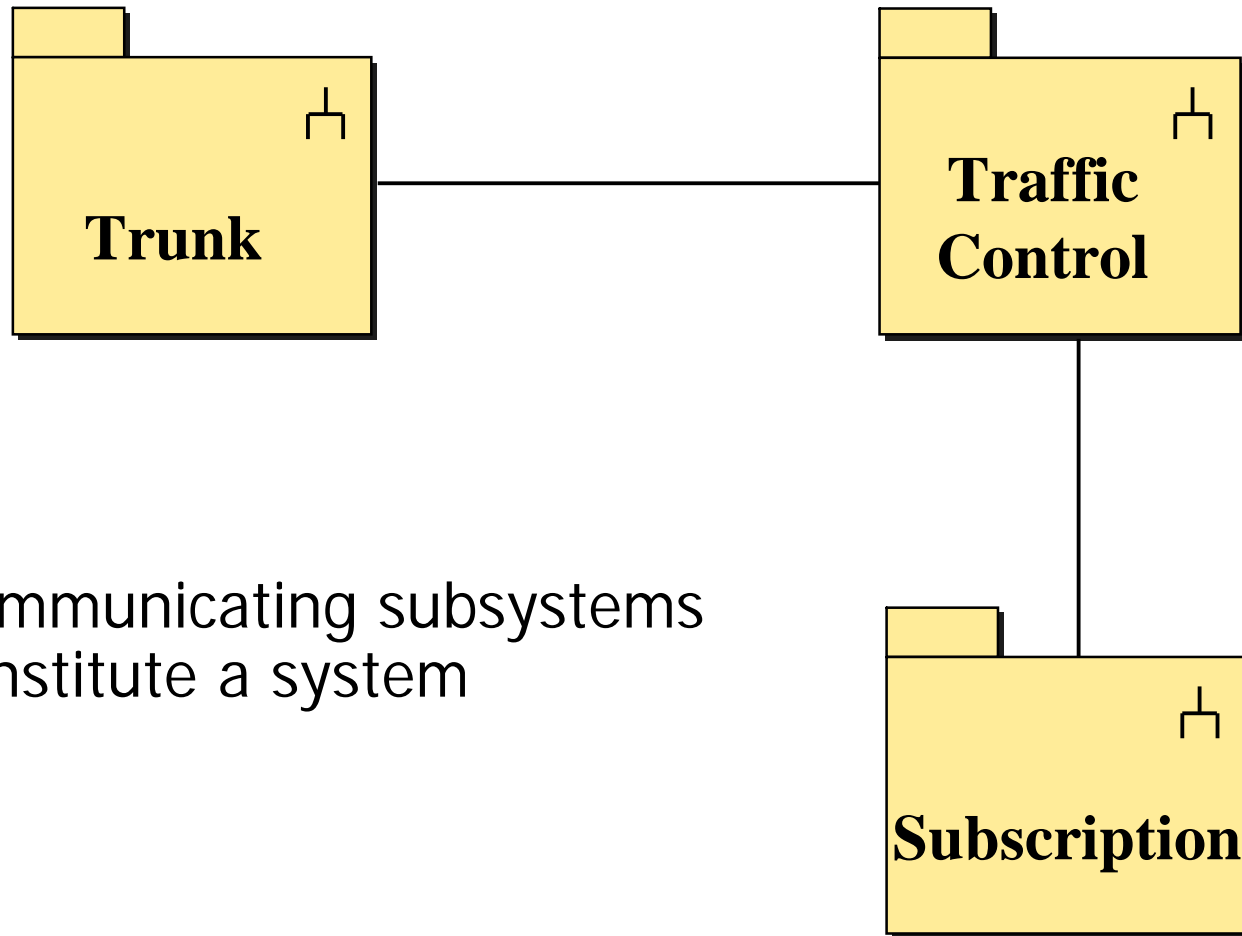 Trunk
Traffic
Control
mmunicating subsystems
nstitute a system
Subscription